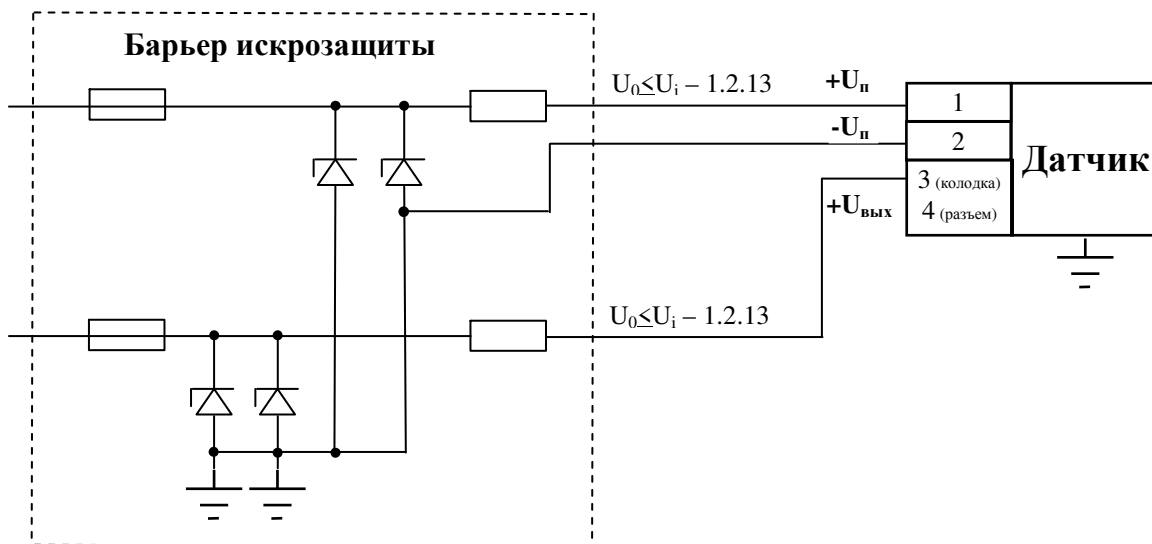 Барьер искрозащиты
U₀≤Uᵢ – 1.2.13
+Uп
1
-Uп
2
Датчик
3 (колодка)
+Uвых
4 (разъем)
U₀≤Uᵢ – 1.2.13